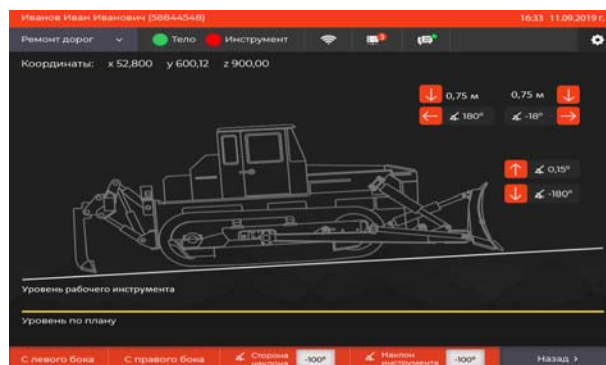 Иванов Иван Иванович (58844548) 16:33 11.09.2019 г.
Ремонт дорог Тело Инструмент 3
Координаты: x 52,800 y 600,12 z 900,00
0,75 м 0,75 м
180° -18°
0,15°
-180°
Уровень рабочего инструмента
Уровень по плану
С левого бока С правого бока Сторона наклона -100° Наклон инструмента -100° Назад ›